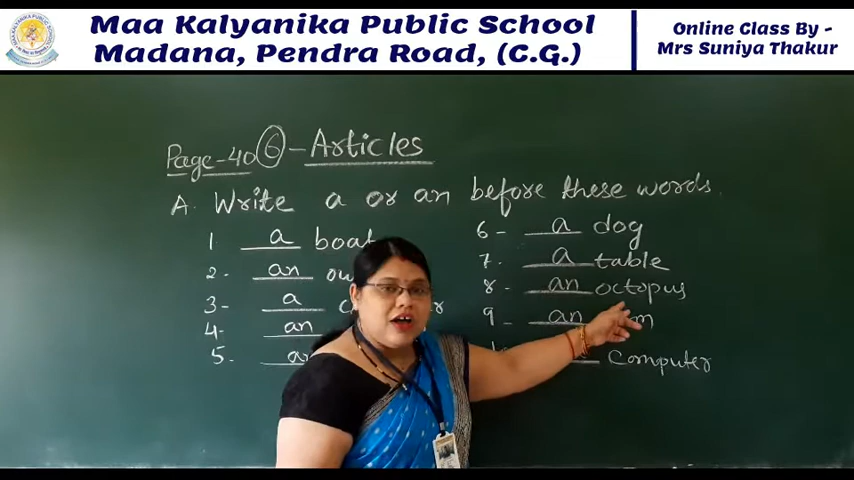 Maa Kalyanika Public School
Madana, Pendra Road, (C.G.)
Online Class By -
Mrs Suniya Thakur
Page-40 6 - Articles
A. Write a or an before these words.
1. a boat
2. an
3- a
4- an
5.
6- a dog
7. a table
8- an octopus
9- an
computer